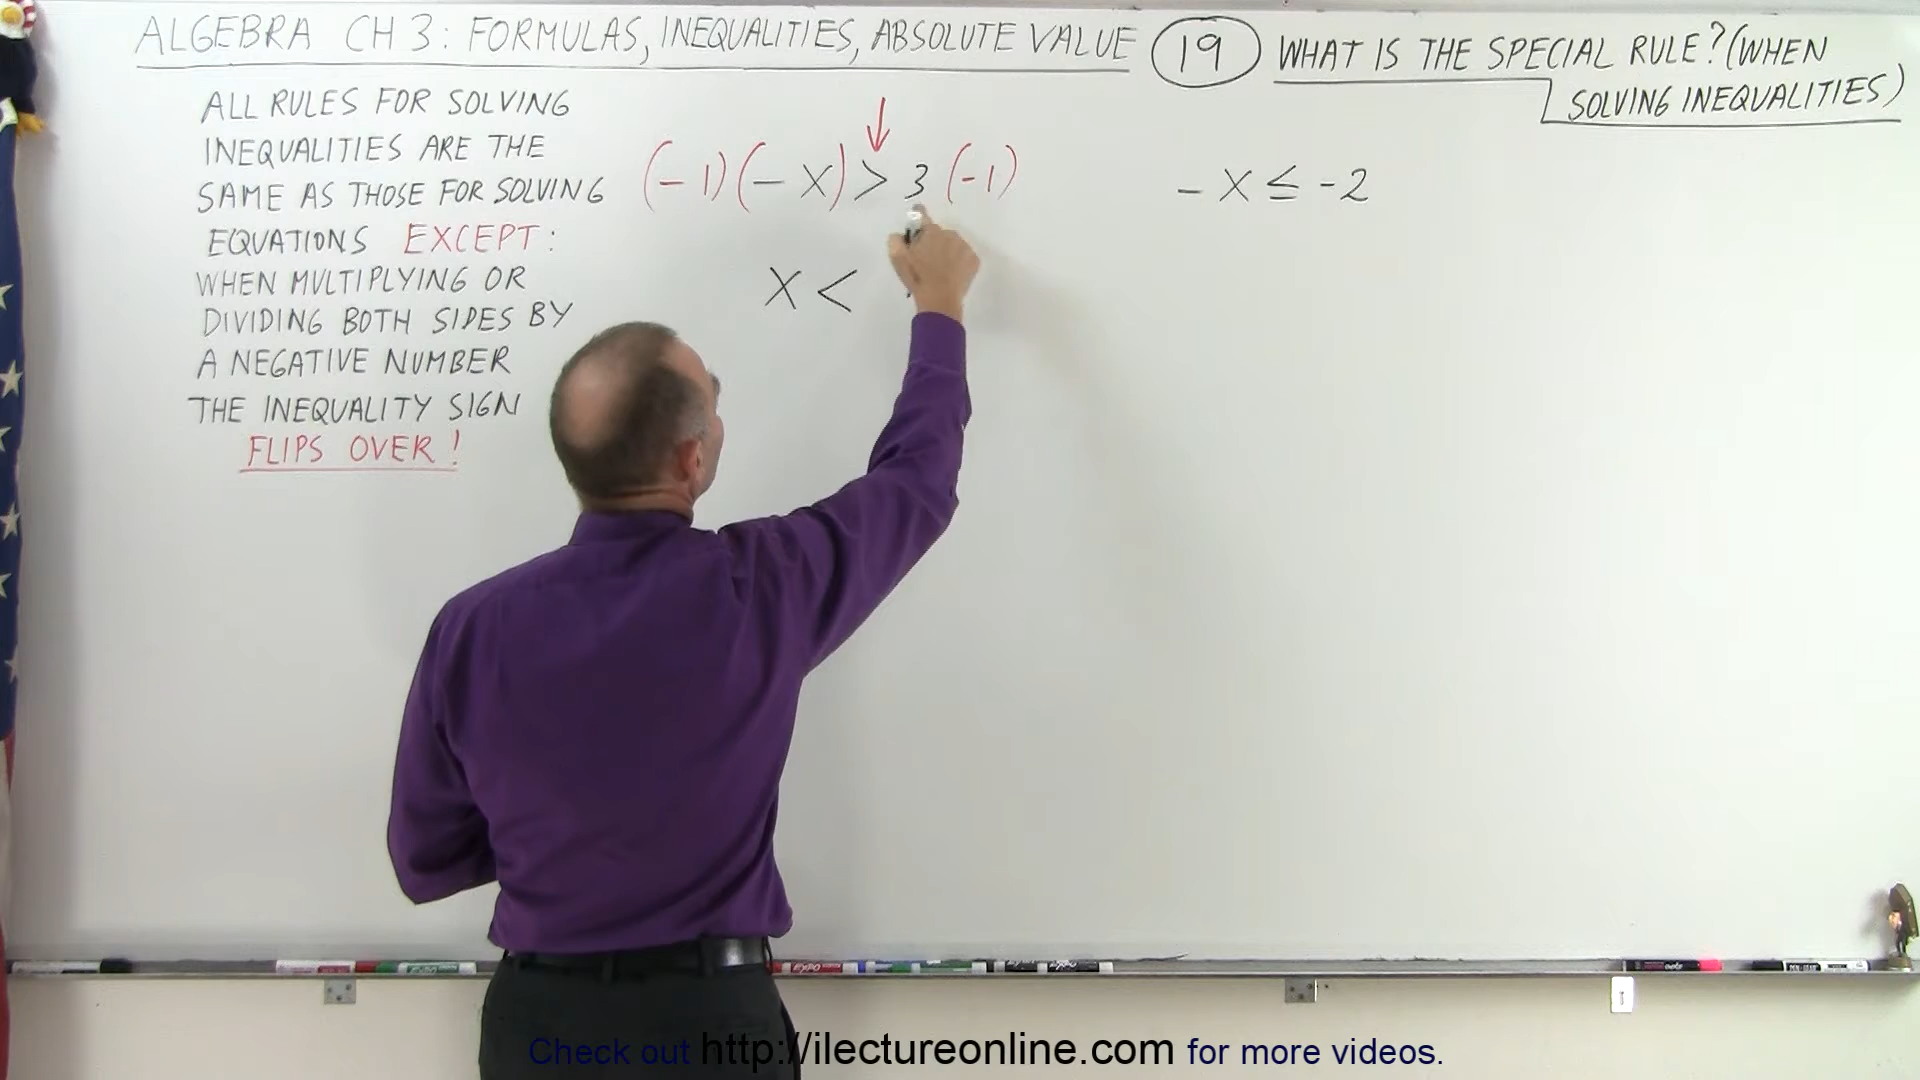 ALGEBRA CH 3: FORMULAS, INEQUALITIES, ABSOLUTE VALUE
19
WHAT IS THE SPECIAL RULE? (WHEN
SOLVING INEQUALITIES)
ALL RULES FOR SOLVING
INEQUALITIES ARE THE
SAME AS THOSE FOR SOLVING
EQUATIONS EXCEPT:
WHEN MULTIPLYING OR
DIVIDING BOTH SIDES BY
A NEGATIVE NUMBER
THE INEQUALITY SIGN
FLIPS OVER!
(-1)(-X) > 3 (-1)
X <
-X ≤ -2
EXPO
Check out http://ilectureonline.com for more videos.